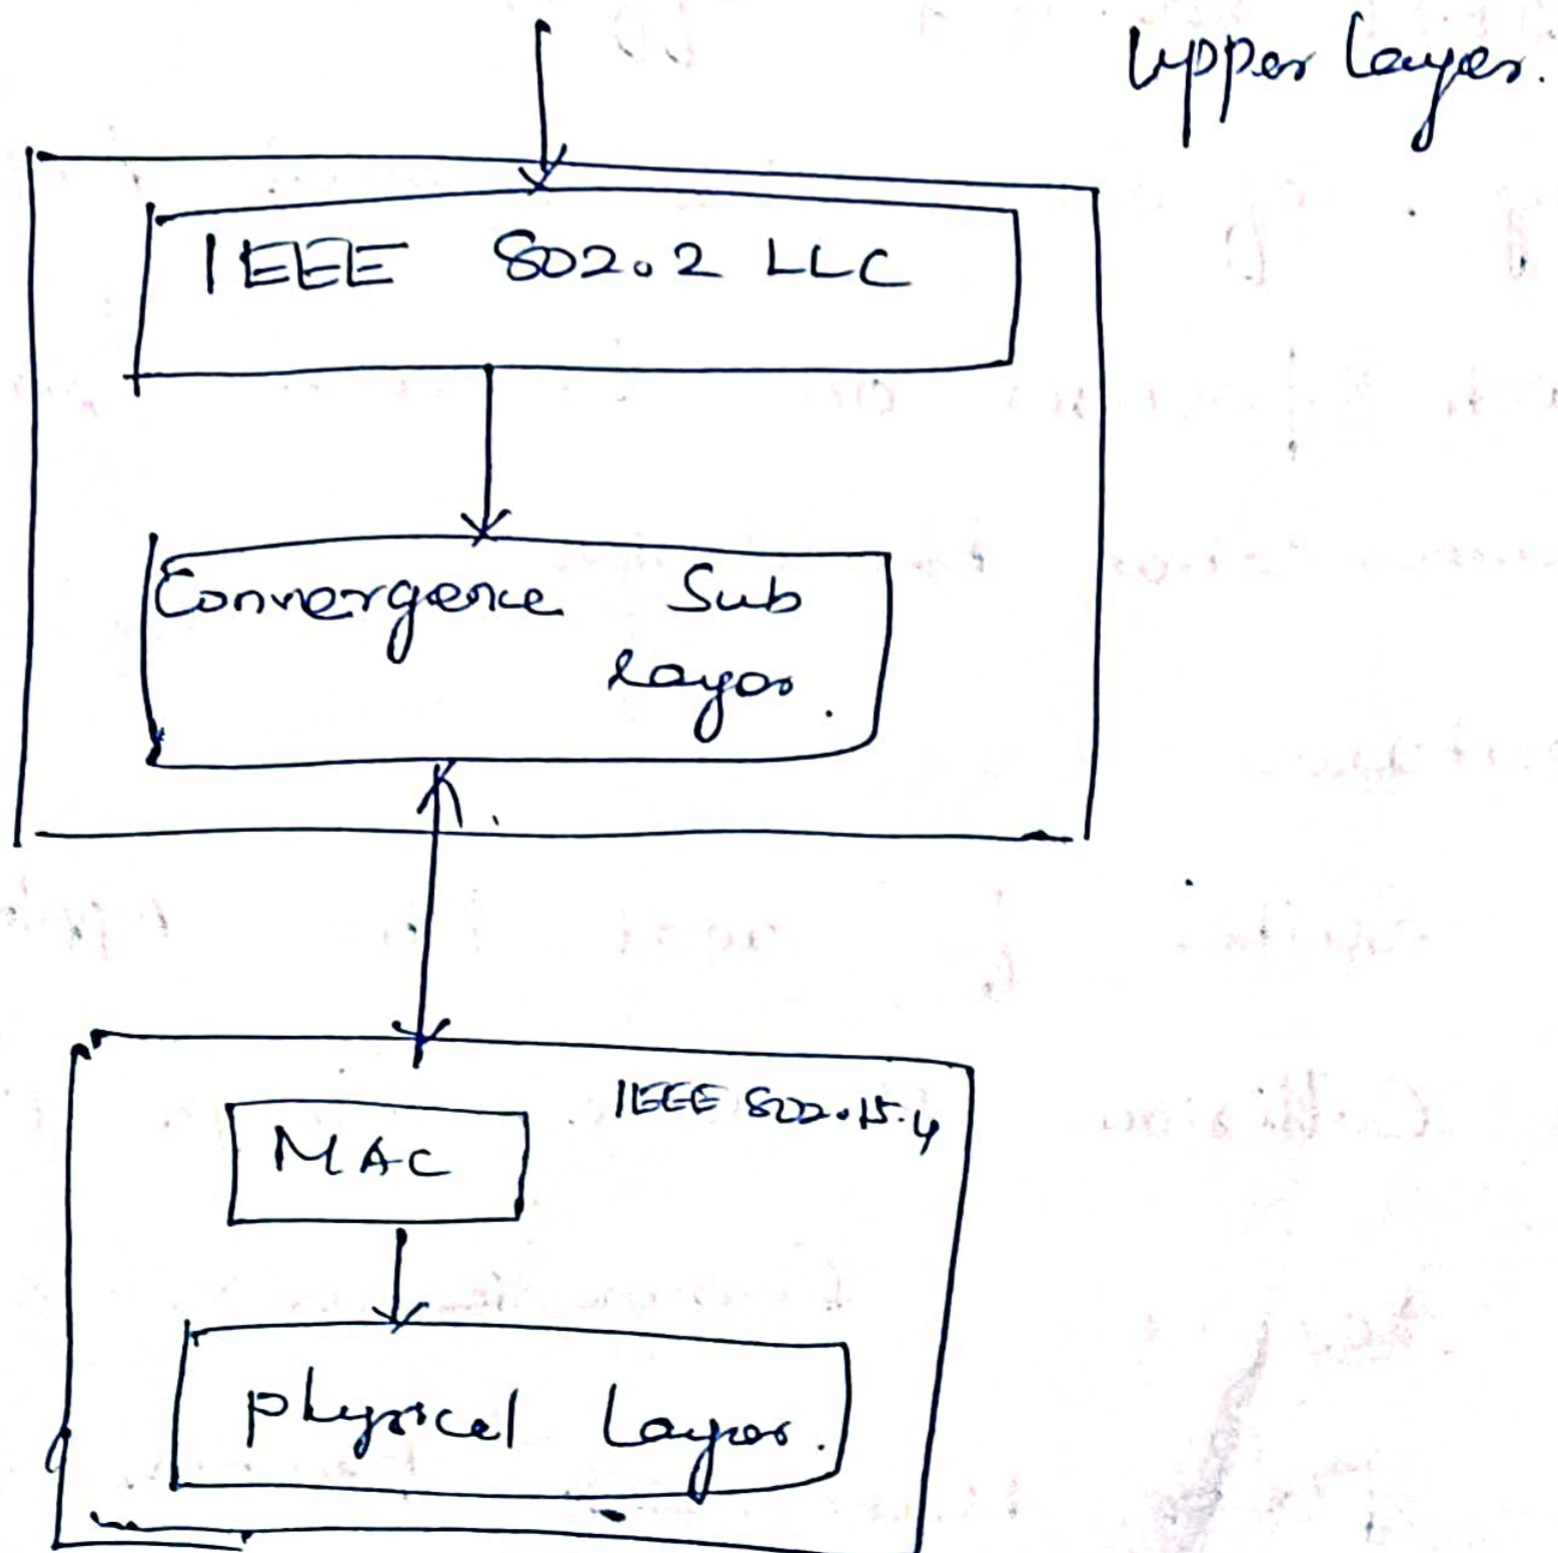 Upper layer.
IEEE 802.2 LLC
Convergence Sub
layer.
IEEE 802.15.4
MAC
physical layer.